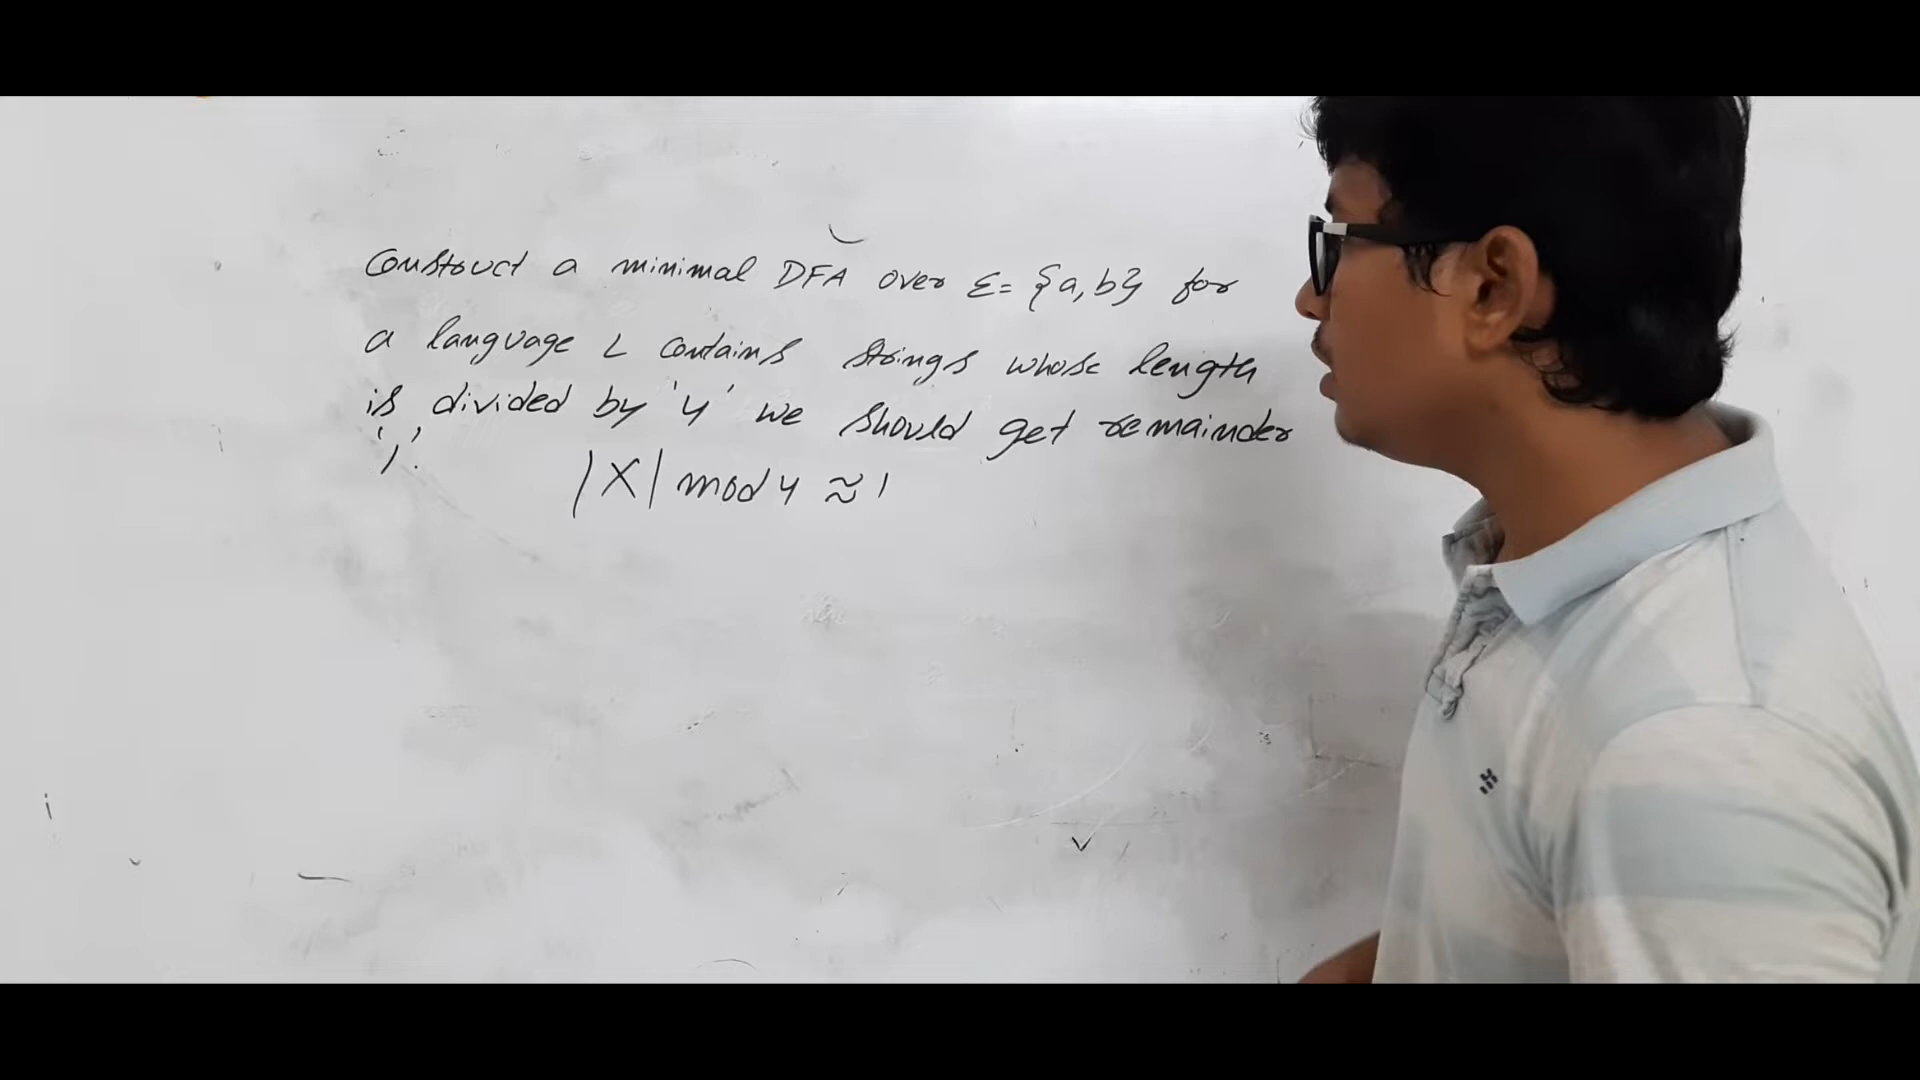 Construct a minimal DFA over Σ= {a,b} for
a language L contains strings whose length
is divided by '4' we should get remainder
'1'.
|X| mod 4 ≈ 1